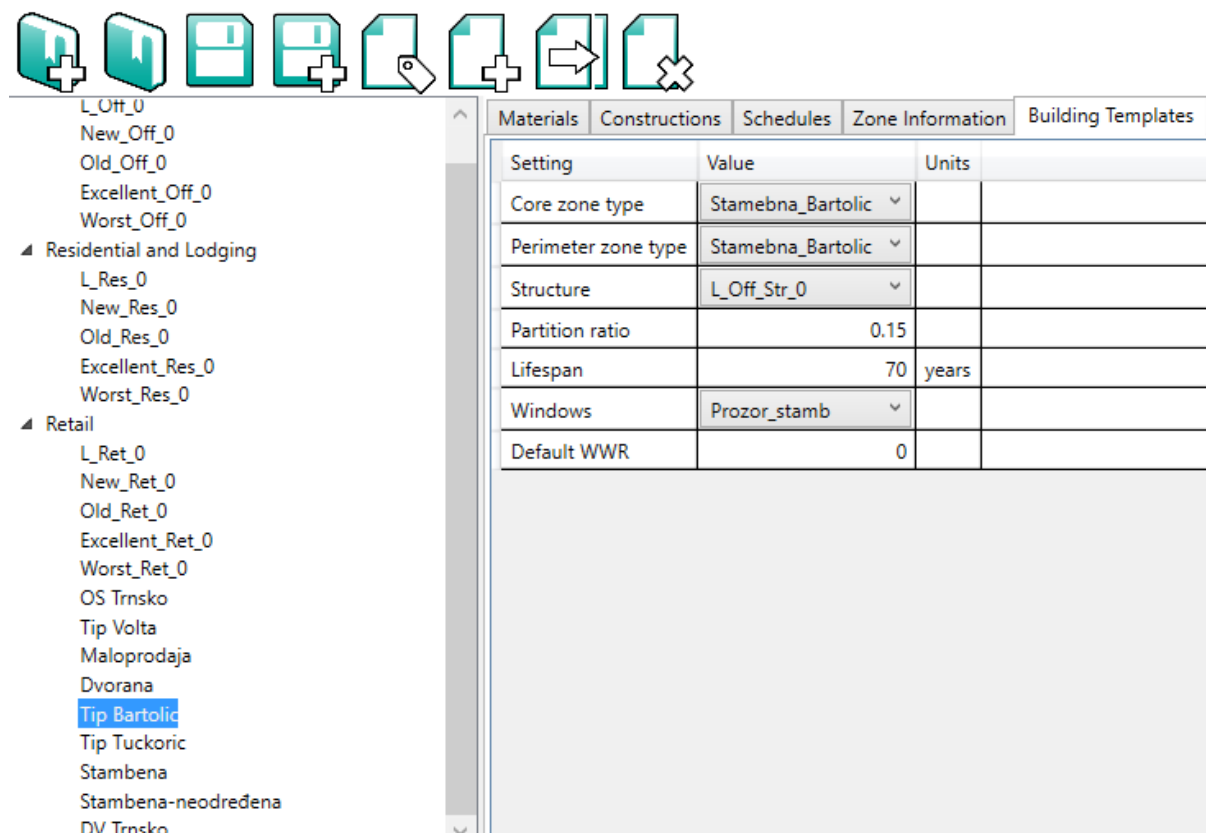 L_Off_0
New_Off_0
Old_Off_0
Excellent_Off_0
Worst_Off_0
Residential and Lodging
L_Res_0
New_Res_0
Old_Res_0
Excellent_Res_0
Worst_Res_0
Retail
L_Ret_0
New_Ret_0
Old_Ret_0
Excellent_Ret_0
Worst_Ret_0
OS Trnsko
Tip Volta
Maloprodaja
Dvorana
Tip Bartolic
Tip Tuckoric
Stambena
Stambena-neodređena
DV Trnsko
Materials Constructions Schedules Zone Information Building Templates
Setting Value Units
Core zone type Stamebna_Bartolic
Perimeter zone type Stamebna_Bartolic
Structure L_Off_Str_0
Partition ratio 0.15
Lifespan 70 years
Windows Prozor_stamb
Default WWR 0